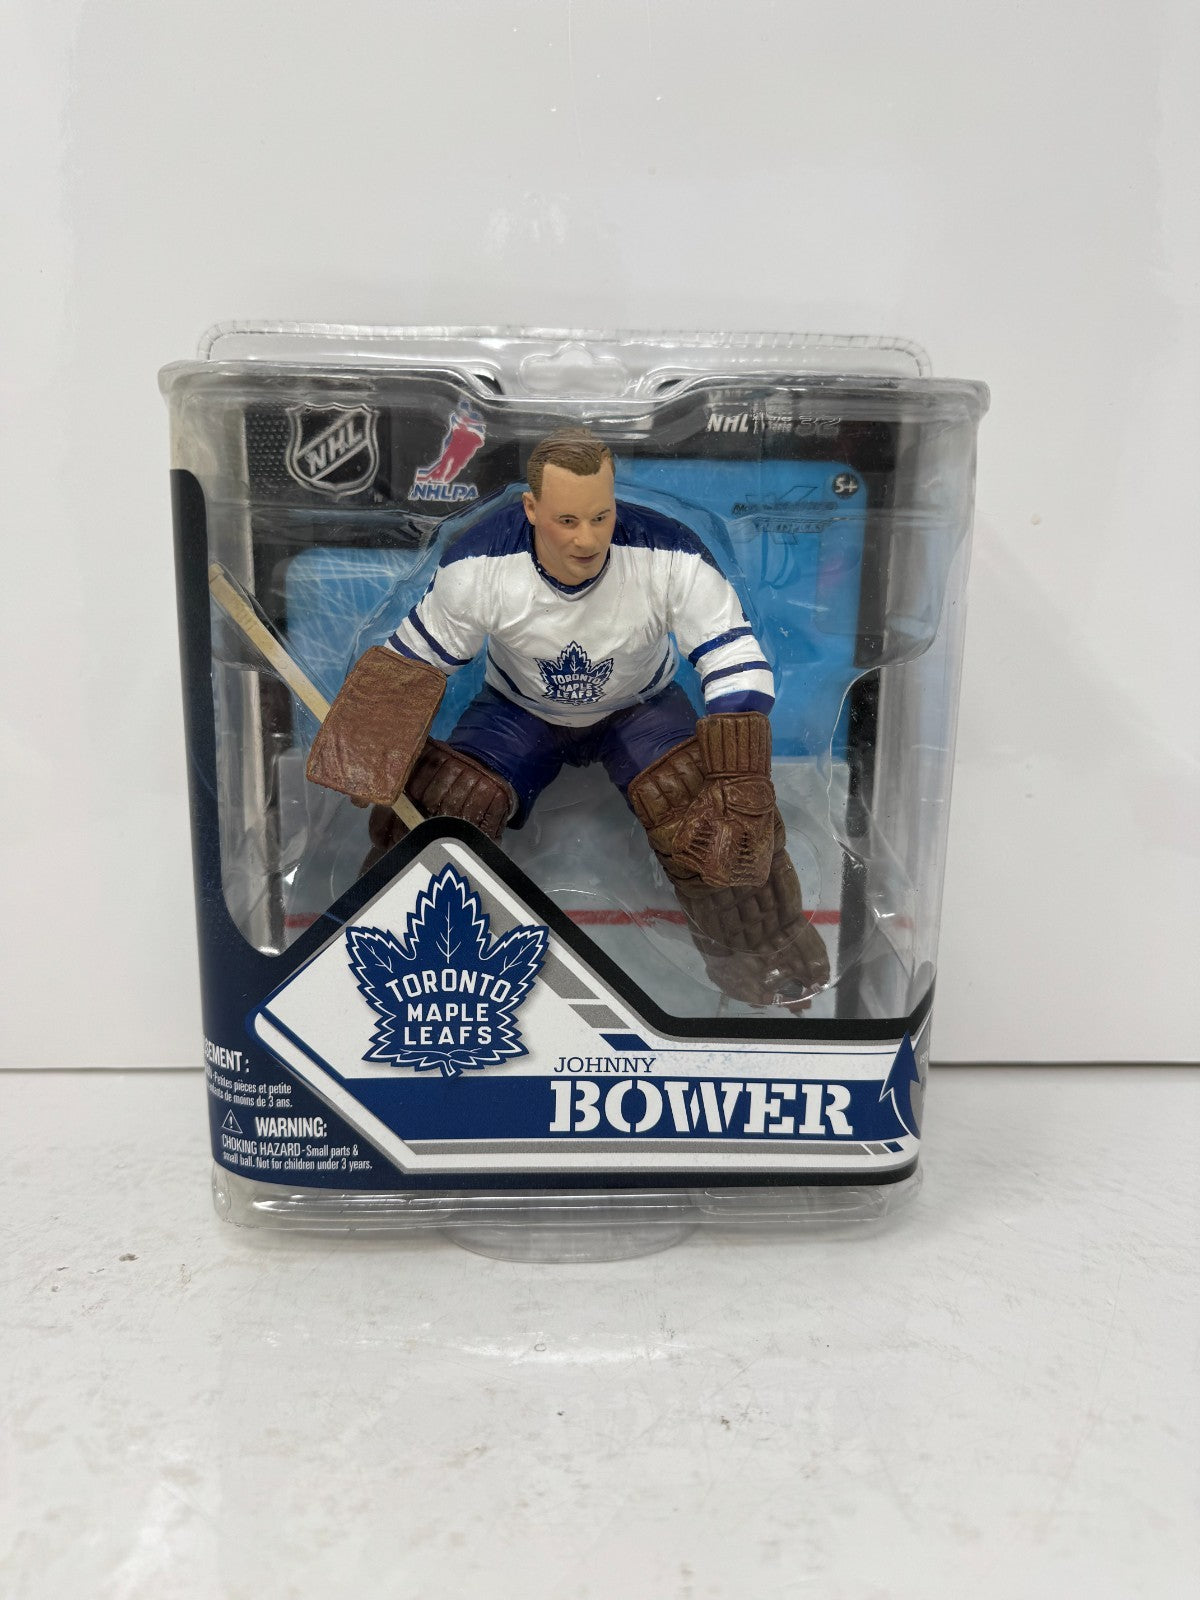 NHL
NHLPA
NHL
32
5+
TORONTO
MAPLE
LEAFS
TORONTO
MAPLE
LEAFS
JOHNNY
BOWER
Petites pièces et petite
de moins de 3 ans.
WARNING:
CHOKING HAZARD - Small parts &
small ball. Not for children under 3 years.